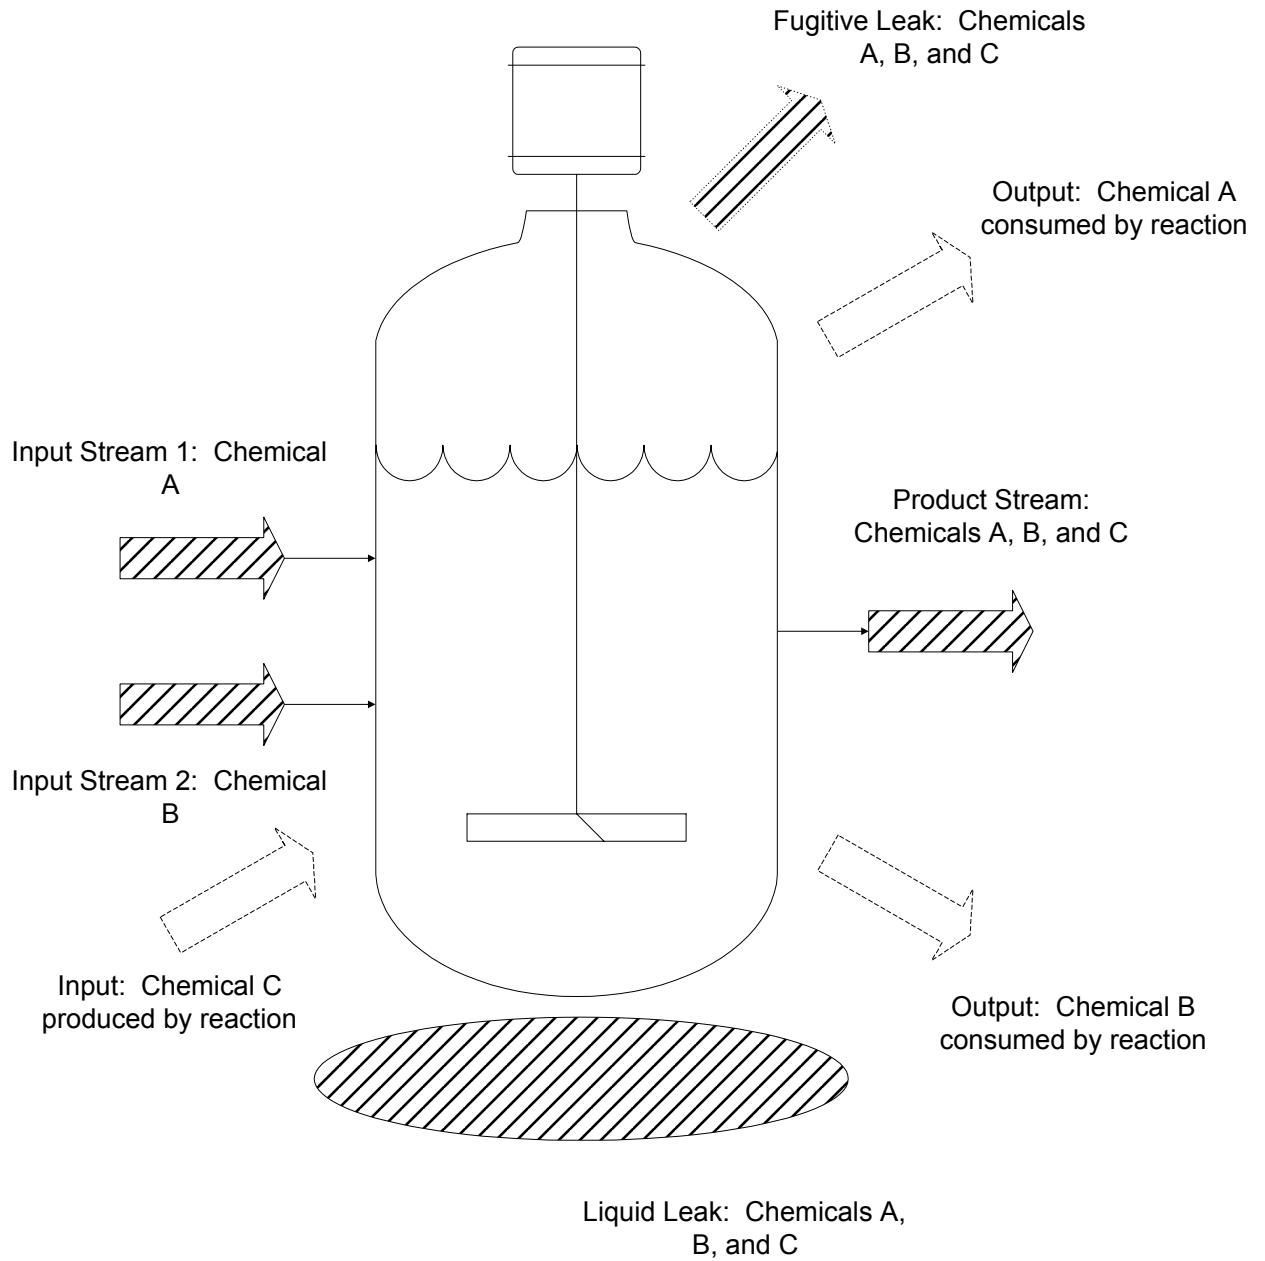 Fugitive Leak:  Chemicals
A, B, and C
Output:  Chemical A
consumed by reaction
Input Stream 1:  Chemical
A
Product Stream:
Chemicals A, B, and C
Input Stream 2:  Chemical
B
Input:  Chemical C
produced by reaction
Output:  Chemical B
consumed by reaction
Liquid Leak:  Chemicals A,
B, and C